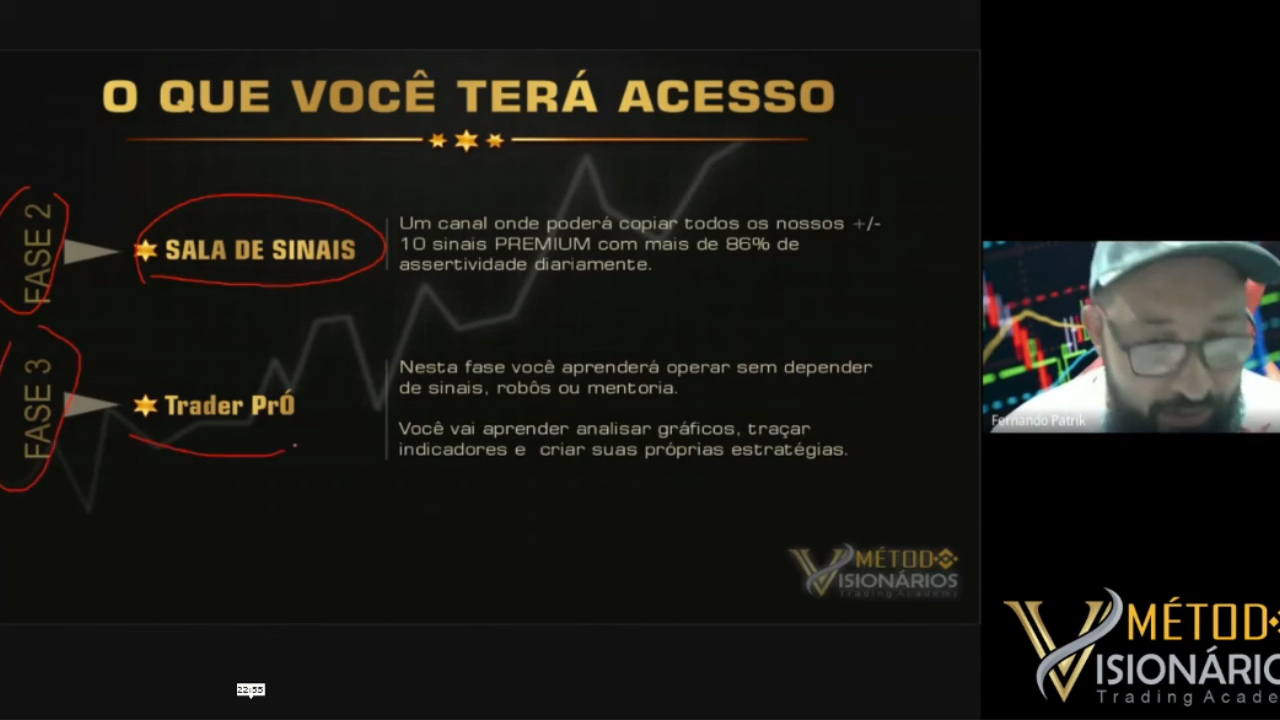 O QUE VOCÊ TERÁ ACESSO
FASE 2
SALA DE SINAIS
Um canal onde poderá copiar todos os nossos +/-
10 sinais PREMIUM com mais de 86% de
assertividade diariamente.
FASE 3
Trader PrÓ
Nesta fase você aprenderá operar sem depender
de sinais, robôs ou mentoria.
Você vai aprender analisar gráficos, traçar
indicadores e criar suas próprias estratégias.
MÉTODO
VISIONÁRIOS
Trading Academy
Fernando Patrik
MÉTOD
VISIONÁRIO
Trading Acade
22:55